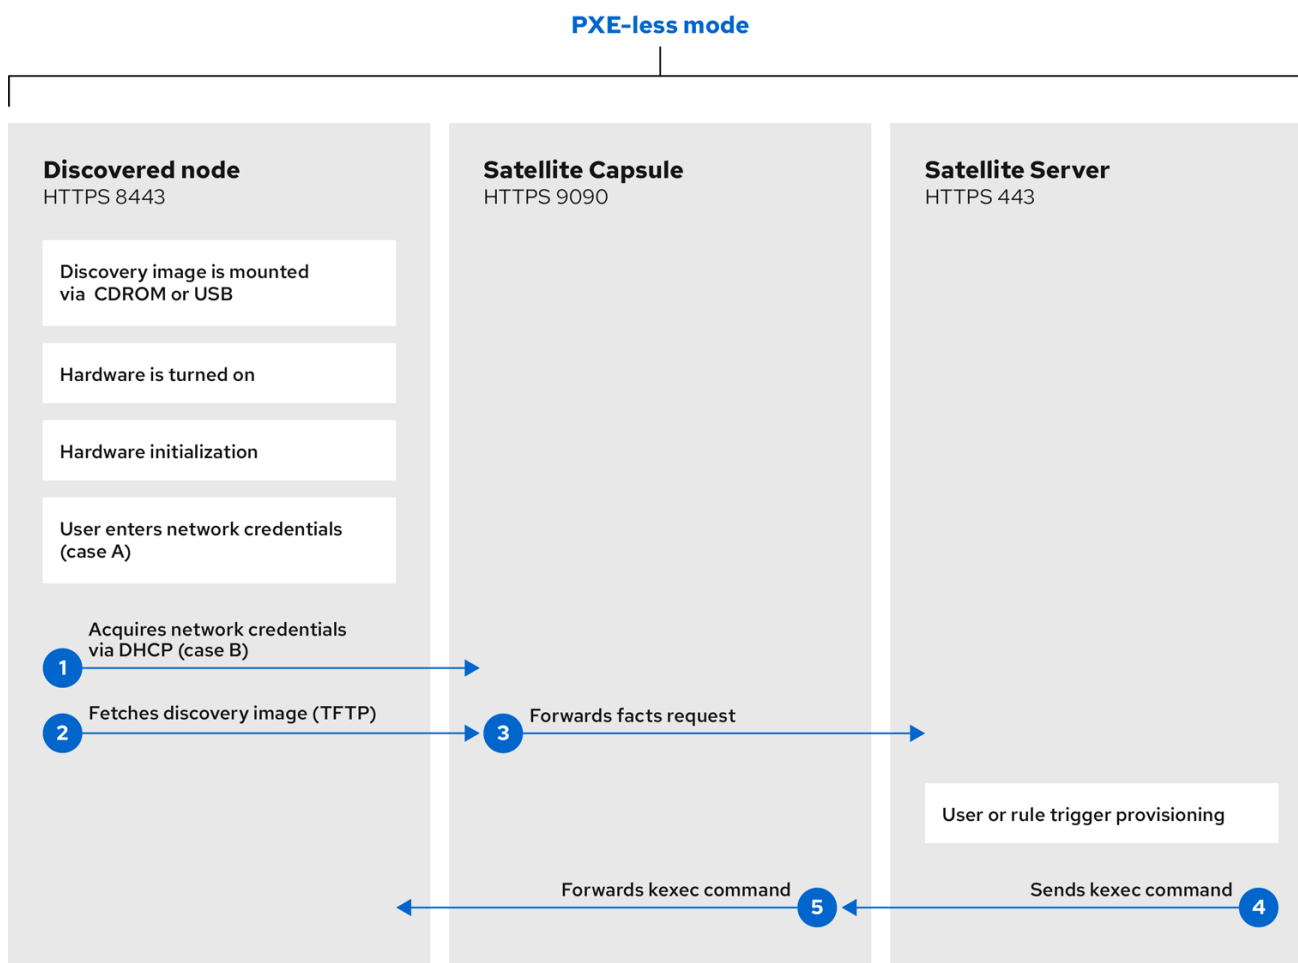 PXE-less mode
Discovered node
HTTPS 8443
Discovery image is mounted
via CDROM or USB
Hardware is turned on
Hardware initialization
User enters network credentials
(case A)
Acquires network credentials
via DHCP (case B)
1
Fetches discovery image (TFTP)
2
Satellite Capsule
HTTPS 9090
3
Forwards facts request
Forwards kexec command
5
Satellite Server
HTTPS 443
User or rule trigger provisioning
Sends kexec command
4